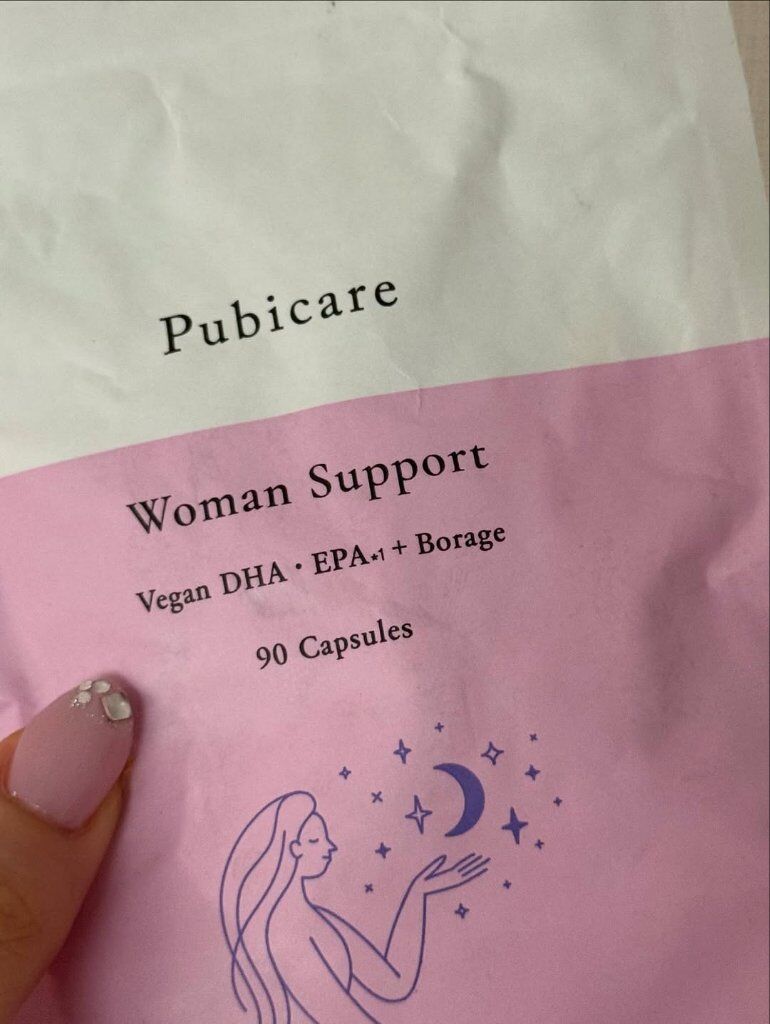 Pubicare
Woman Support
Vegan DHA・EPA★1 + Borage
90 Capsules